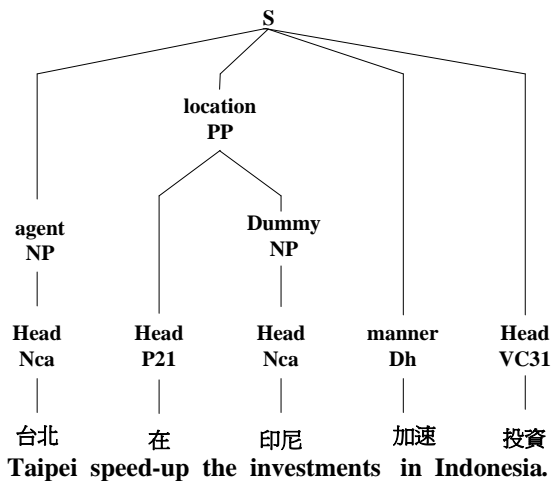 S
location
PP
agent
NP
Dummy
NP
Head Head Head manner Head
Nca P21 Nca Dh VC31
台北 在 印尼 加速 投資
Taipei speed-up the investments in Indonesia.